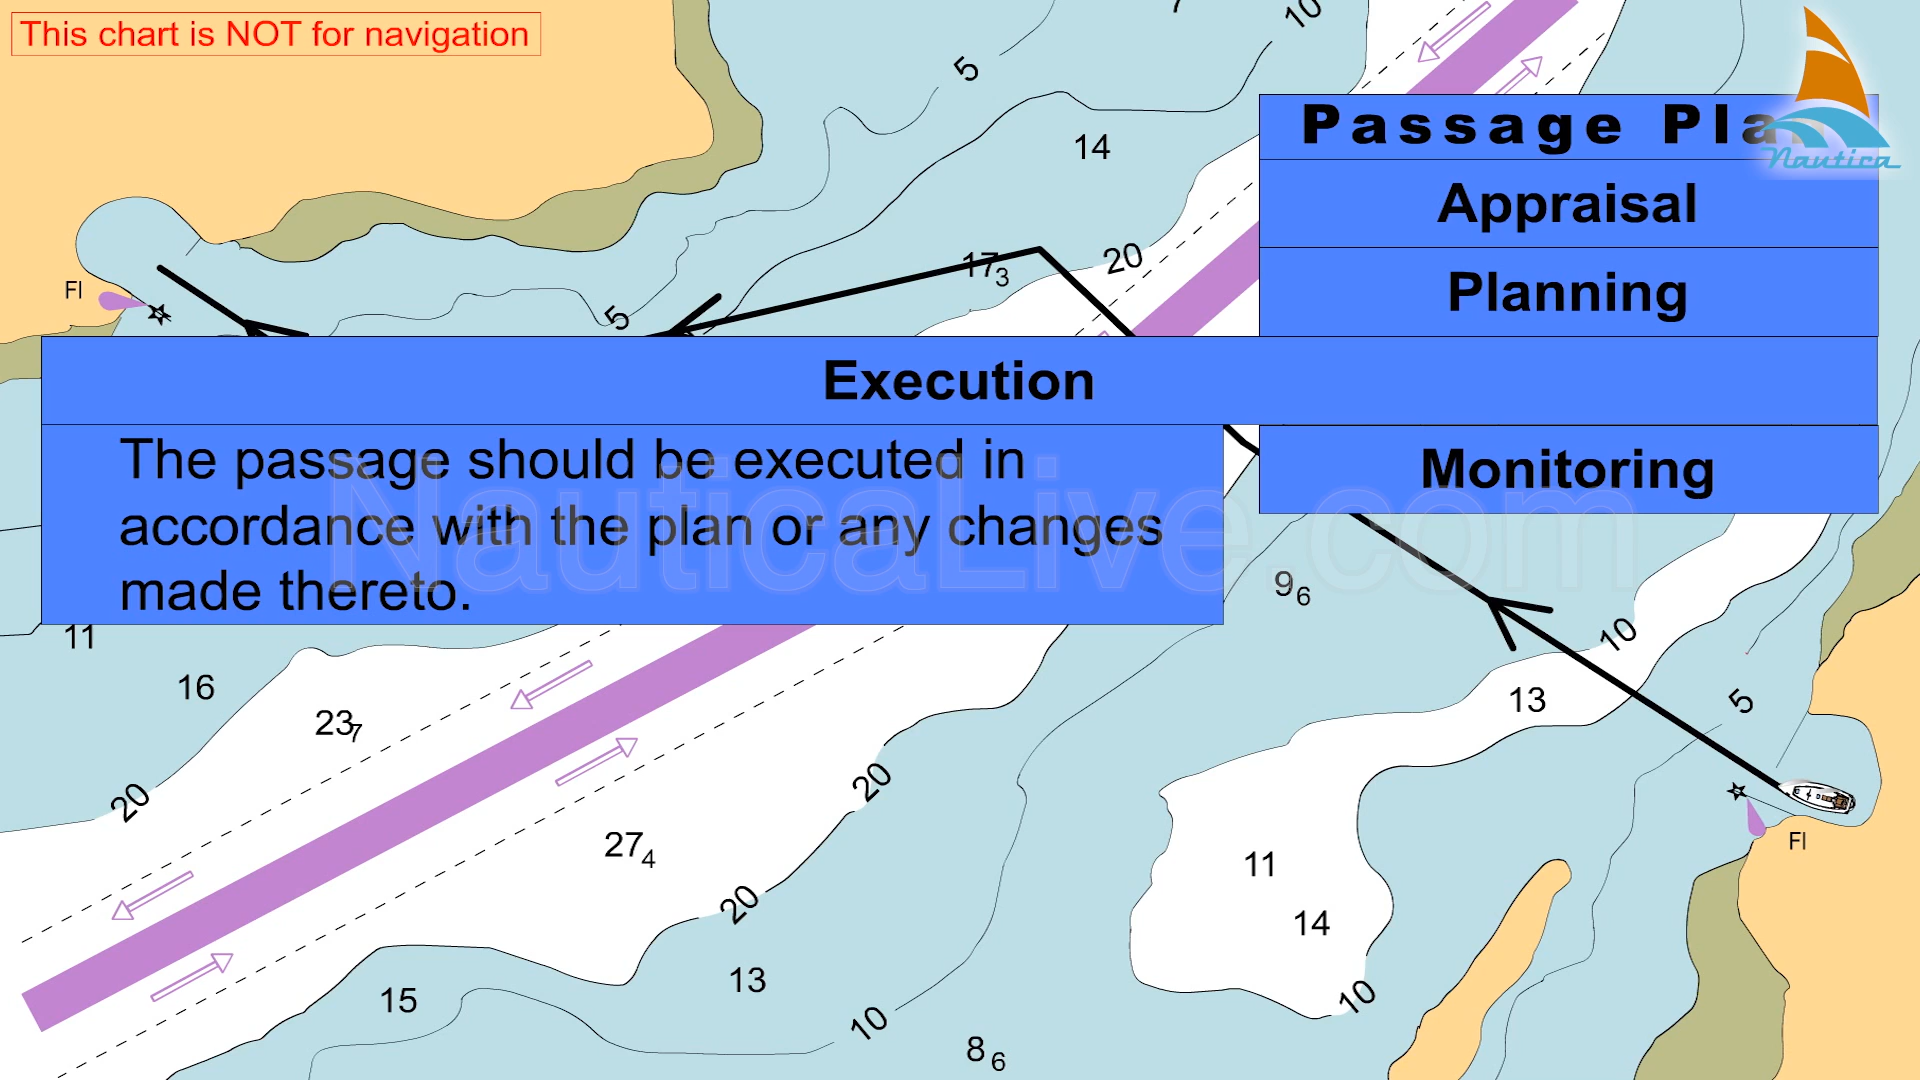 This chart is NOT for navigation
7
10
5
Passage Pla
Nautica
14
Appraisal
17₃
20
Fl
Planning
5
Execution
The passage should be executed in
accordance with the plan or any changes
made thereto.
Monitoring
NauticaLive.com
9₆
11
10
16
13
5
23₇
20
20
27₄
Fl
11
20
14
13
15
10
10
8₆